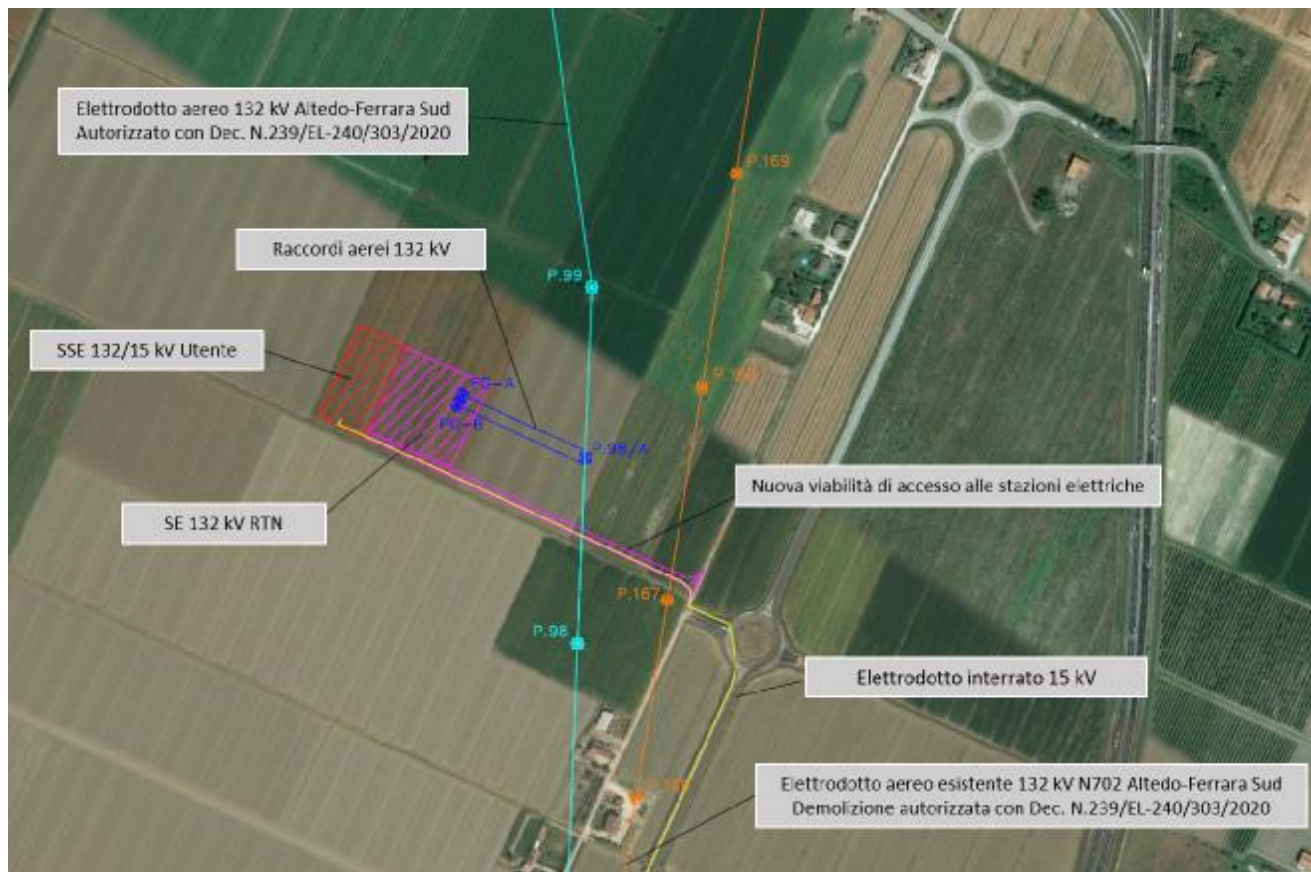 Elettrodotto aereo 132 kV Altedo-Ferrara Sud
Autorizzato con Dec. N.239/EL-240/303/2020
P.169
Raccordi aerei 132 kV
P.99
SSE 132/15 kV Utente
P.98/A
Nuova viabilità di accesso alle stazioni elettriche
SE 132 kV RTN
P.167
P.98
Elettrodotto interrato 15 kV
Elettrodotto aereo esistente 132 kV N702 Altedo-Ferrara Sud
Demolizione autorizzata con Dec. N.239/EL-240/303/2020